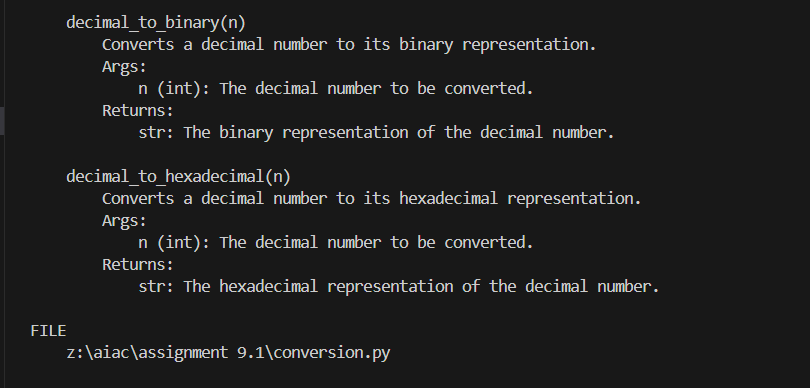 decimal_to_binary(n)
Converts a decimal number to its binary representation.
Args:
n (int): The decimal number to be converted.
Returns:
str: The binary representation of the decimal number.
decimal_to_hexadecimal(n)
Converts a decimal number to its hexadecimal representation.
Args:
n (int): The decimal number to be converted.
Returns:
str: The hexadecimal representation of the decimal number.
FILE
z:\aiac\assignment 9.1\conversion.py